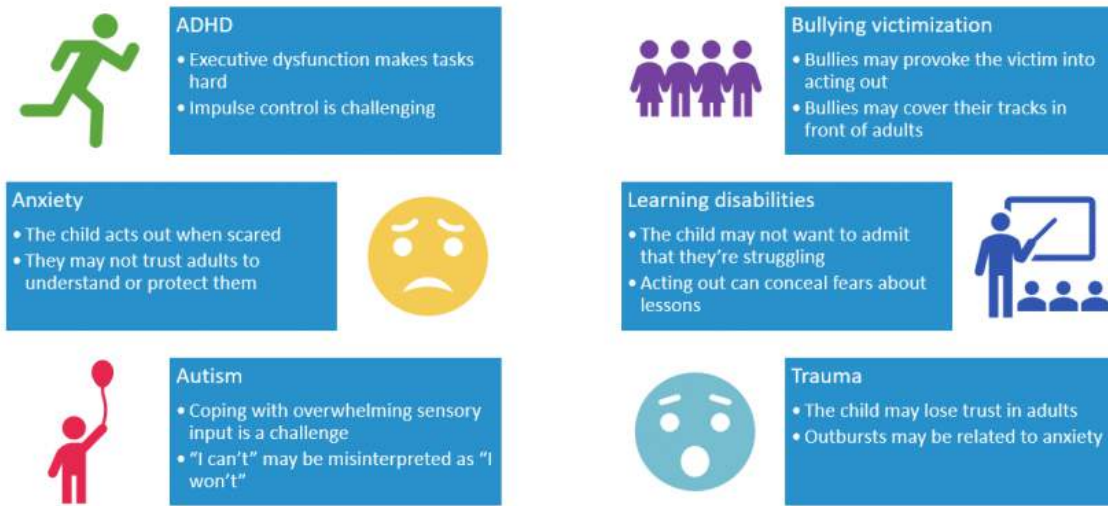 ADHD
• Executive dysfunction makes tasks
hard
• Impulse control is challenging
Bullying victimization
• Bullies may provoke the victim into
acting out
• Bullies may cover their tracks in
front of adults
Anxiety
• The child acts out when scared
• They may not trust adults to
understand or protect them
Learning disabilities
• The child may not want to admit
that they’re struggling
• Acting out can conceal fears about
lessons
Autism
• Coping with overwhelming sensory
input is a challenge
• “I can’t” may be misinterpreted as “I
won’t”
Trauma
• The child may lose trust in adults
• Outbursts may be related to anxiety